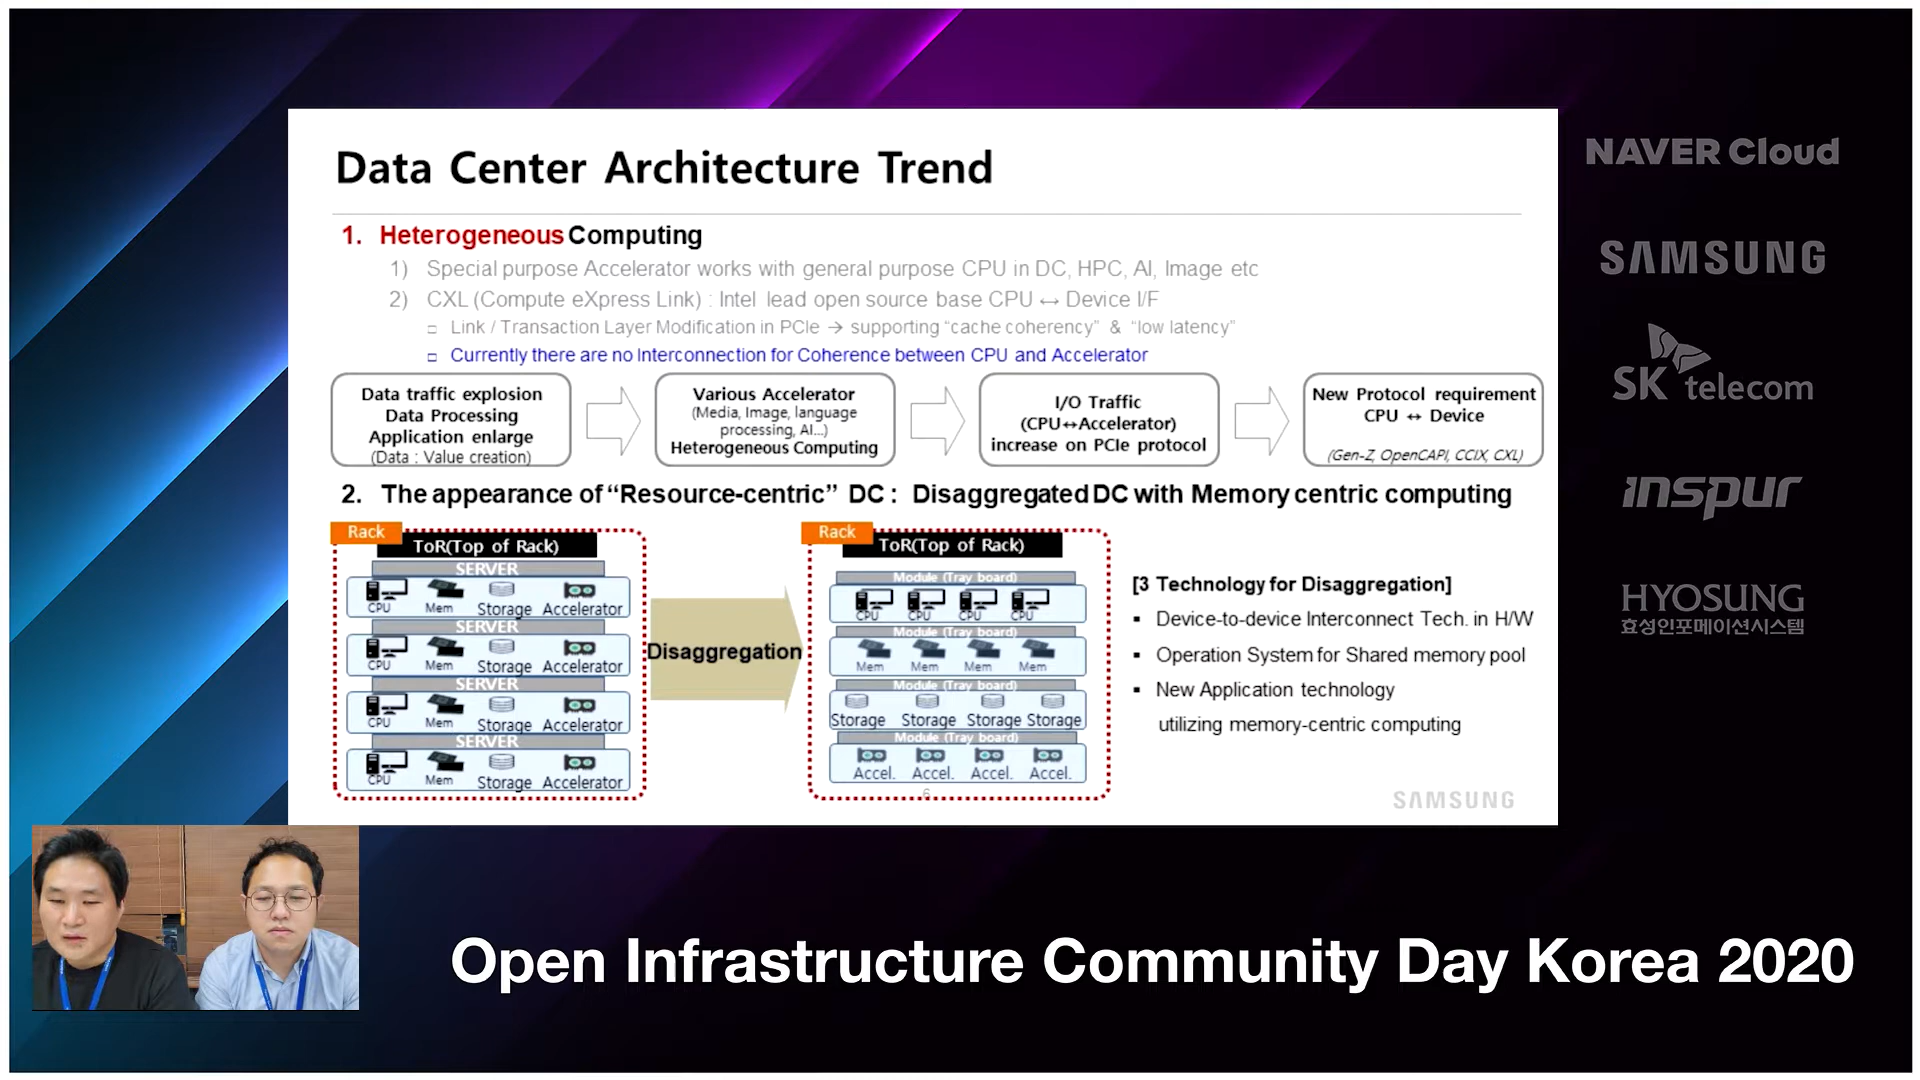 Data Center Architecture Trend
1. Heterogeneous Computing
1) Special purpose Accelerator works with general purpose CPU in DC, HPC, AI, Image etc
2) CXL (Compute eXpress Link) : Intel lead open source base CPU ↔ Device I/F
□ Link / Transaction Layer Modification in PCIe → supporting “cache coherency” & “low latency”
□ Currently there are no Interconnection for Coherence between CPU and Accelerator
Data traffic explosion
Data Processing
Application enlarge
(Data : Value creation)
Various Accelerator
(Media, Image, language
processing, AI...)
Heterogeneous Computing
I/O Traffic
(CPU↔Accelerator)
increase on PCIe protocol
New Protocol requirement
CPU ↔ Device
(Gen-Z, OpenCAPI, CCIX, CXL)
2. The appearance of “Resource-centric” DC : Disaggregated DC with Memory centric computing
Rack
ToR(Top of Rack)
SERVER
CPU Mem Storage Accelerator
SERVER
CPU Mem Storage Accelerator
SERVER
CPU Mem Storage Accelerator
SERVER
CPU Mem Storage Accelerator
Disaggregation
Rack
ToR(Top of Rack)
Module (Tray board)
CPU CPU CPU CPU
Module (Tray board)
Mem Mem Mem Mem
Module (Tray board)
Storage Storage Storage Storage
Module (Tray board)
Accel. Accel. Accel. Accel.
6
[3 Technology for Disaggregation]
▪ Device-to-device Interconnect Tech. in H/W
▪ Operation System for Shared memory pool
▪ New Application technology
utilizing memory-centric computing
SAMSUNG
NAVER Cloud
SAMSUNG
SK telecom
inspur
HYOSUNG
효성인포메이션시스템
Open Infrastructure Community Day Korea 2020